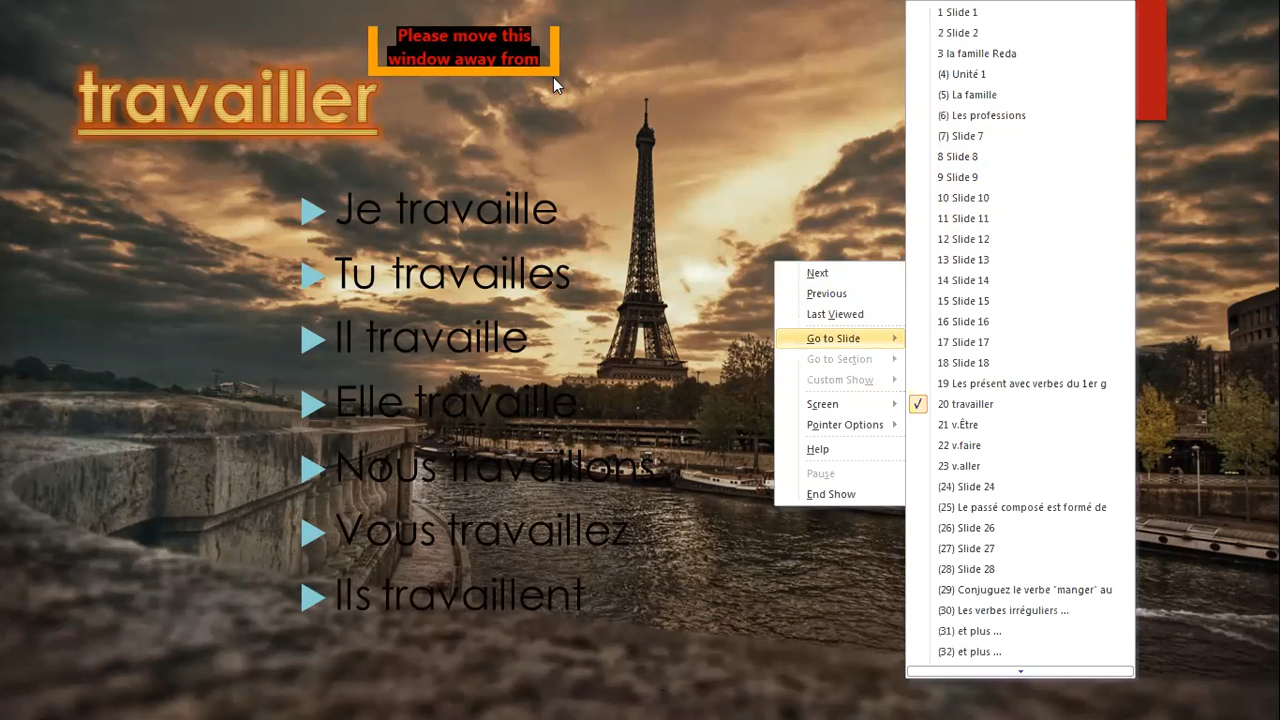 Please move this
window away from
travailler
Je travaille
Tu travailles
Il travaille
Elle travaille
Nous travaillons
Vous travaillez
Ils travaillent
Next
Previous
Last Viewed
Go to Slide
Go to Section
Custom Show
Screen
Pointer Options
Help
Pause
End Show
1 Slide 1
2 Slide 2
3 la famille Reda
(4) Unité 1
(5) La famille
(6) Les professions
(7) Slide 7
8 Slide 8
9 Slide 9
10 Slide 10
11 Slide 11
12 Slide 12
13 Slide 13
14 Slide 14
15 Slide 15
16 Slide 16
17 Slide 17
18 Slide 18
19 Les présent avec verbes du 1er g
20 travailler
21 v.Être
22 v.faire
23 v.aller
(24) Slide 24
(25) Le passé composé est formé de
(26) Slide 26
(27) Slide 27
(28) Slide 28
(29) Conjuguez le verbe "manger" au
(30) Les verbes irréguliers ...
(31) et plus ...
(32) et plus ...